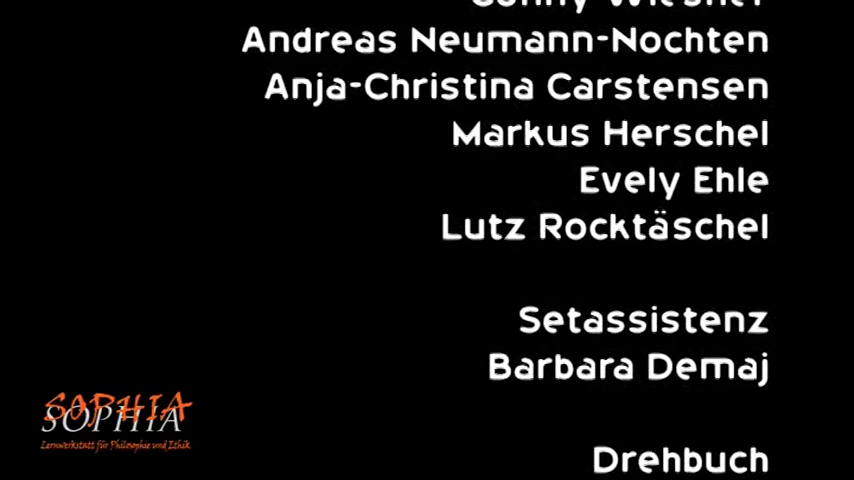 Andreas Neumann-Nochten
Anja-Christina Carstensen
Markus Herschel
Evely Ehle
Lutz Rocktäschel
Setassistenz
Barbara Demaj
SOPHIA
SOPHIA
Lernwerkstatt für Philosophie und Ethik
Drehbuch